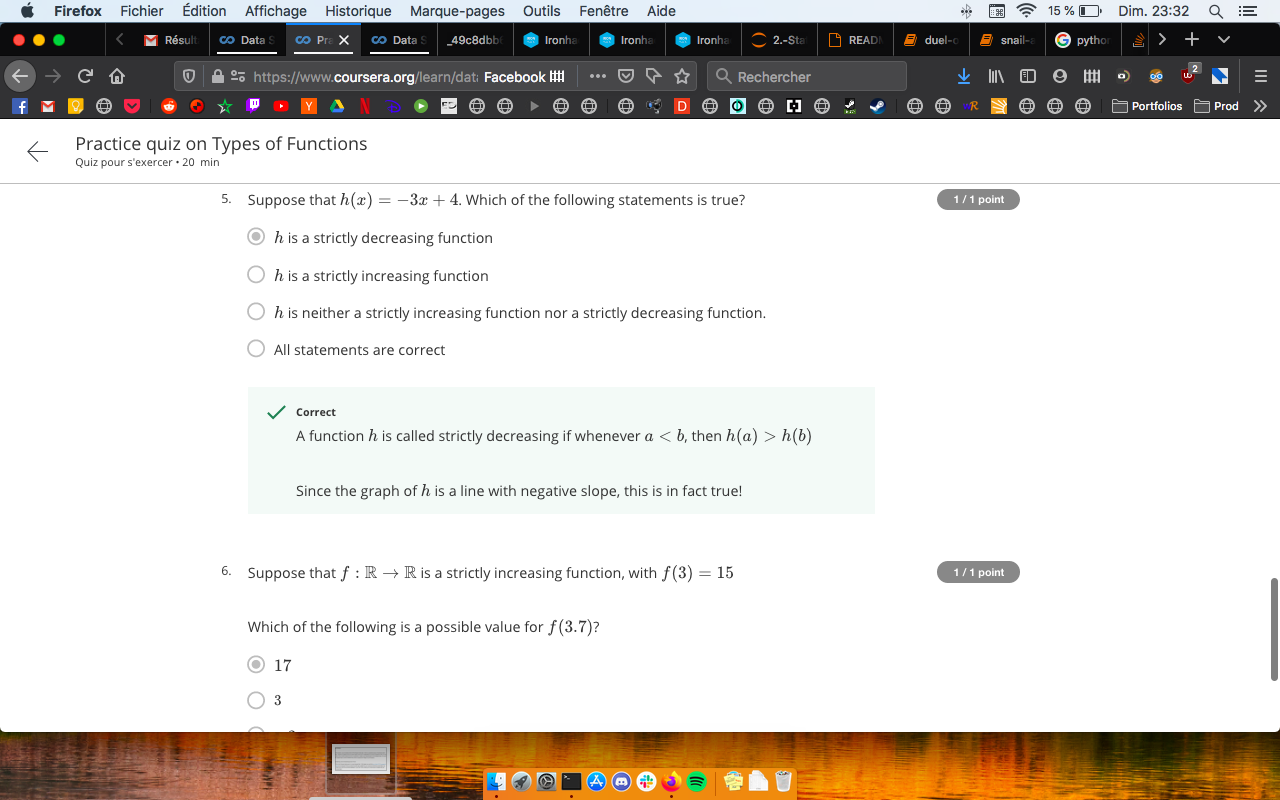 Firefox Fichier Édition Affichage Historique Marque-pages Outils Fenêtre Aide 15 % Dim. 23:32
Résult Data S Pra Data S _49c8dbb Ironha Ironha Ironha 2.-Sta READ duel- snail- pytho
https://www.coursera.org/learn/dat Facebook Rechercher 2
Portfolios Prod
Practice quiz on Types of Functions
Quiz pour s'exercer • 20 min
5. Suppose that h(x) = −3x + 4. Which of the following statements is true? 1 / 1 point
h is a strictly decreasing function
h is a strictly increasing function
h is neither a strictly increasing function nor a strictly decreasing function.
All statements are correct
Correct
A function h is called strictly decreasing if whenever a < b, then h(a) > h(b)
Since the graph of h is a line with negative slope, this is in fact true!
6. Suppose that f : ℝ → ℝ is a strictly increasing function, with f(3) = 15 1 / 1 point
Which of the following is a possible value for f(3.7)?
17
3